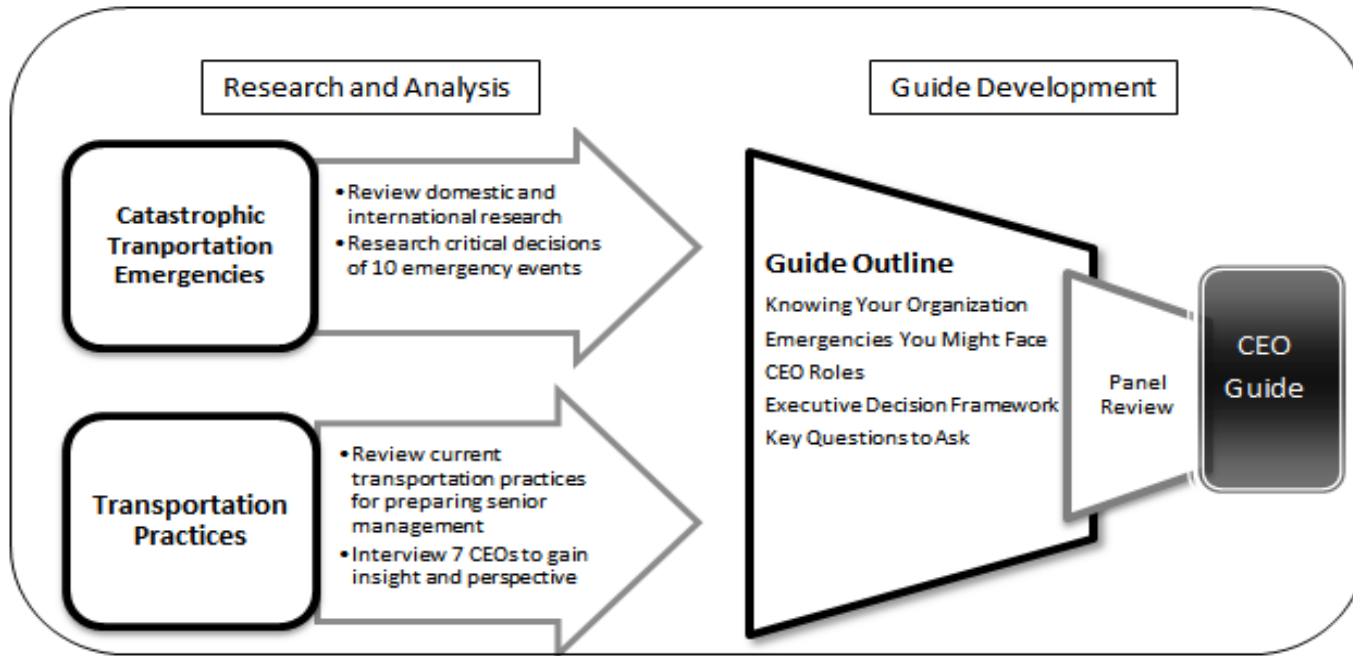 Research and Analysis
Catastrophic
Tranportation
Emergencies
•Review domestic and
international research
•Research critical decisions
of 10 emergency events
Transportation
Practices
•Review current
transportation practices
for preparing senior
management
•Interview 7 CEOs to gain
insight and perspective
Guide Development
Guide Outline
Knowing Your Organization
Emergencies You Might Face
CEO Roles
Executive Decision Framework
Key Questions to Ask
Panel
Review
CEO
Guide